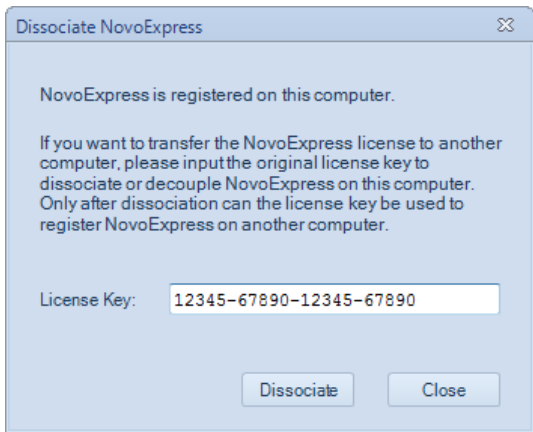 Dissociate NovoExpress
NovoExpress is registered on this computer.
If you want to transfer the NovoExpress license to another
computer, please input the original license key to
dissociate or decouple NovoExpress on this computer.
Only after dissociation can the license key be used to
register NovoExpress on another computer.
License Key: 12345-67890-12345-67890
Dissociate Close